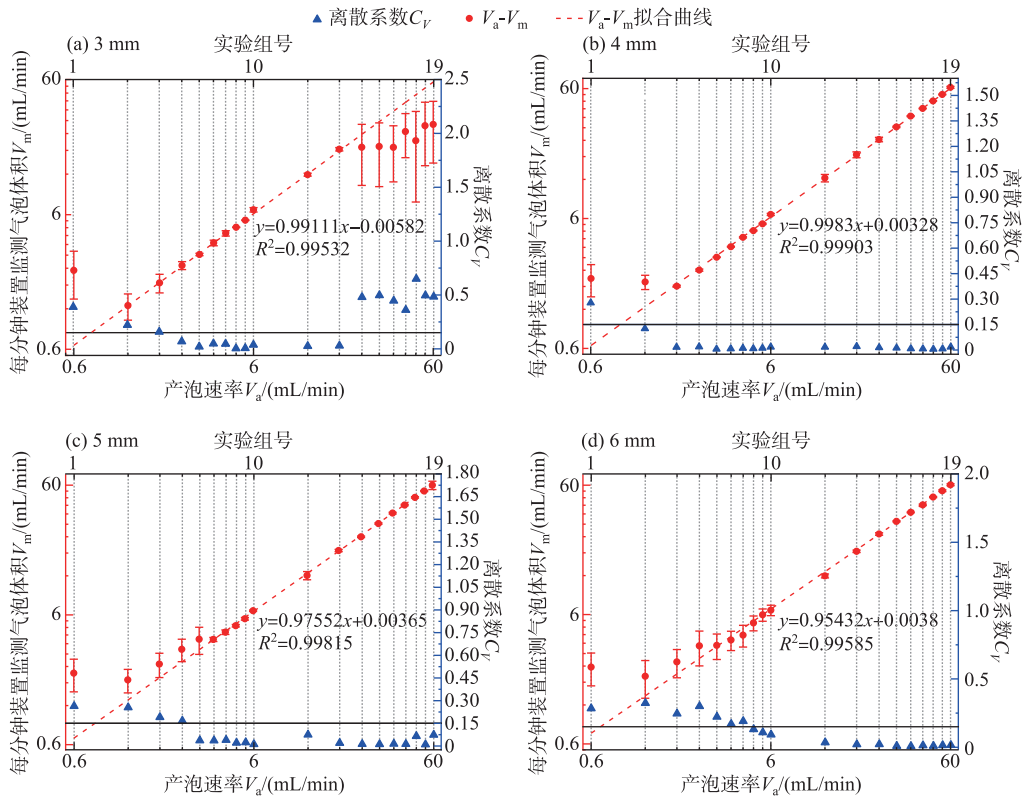 离散系数C_V V_a-V_m V_a-V_m拟合曲线
(a) 3 mm 实验组号
1 10 19
每分钟装置监测气泡体积V_m/(mL/min)
60
6
0.6
2.5
2.0
1.5
1.0
0.5
0
离散系数C_V
y=0.99111x−0.00582
R²=0.99532
0.6 6 60
产泡速率V_a/(mL/min)
(b) 4 mm 实验组号
1 10 19
每分钟装置监测气泡体积V_m/(mL/min)
60
6
0.6
1.50
1.35
1.20
1.05
0.90
0.75
0.60
0.45
0.30
0.15
0
离散系数C_V
y=0.9983x+0.00328
R²=0.99903
0.6 6 60
产泡速率V_a/(mL/min)
(c) 5 mm 实验组号
1 10 19
每分钟装置监测气泡体积V_m/(mL/min)
60
6
0.6
1.80
1.65
1.50
1.35
1.20
1.05
0.90
0.75
0.60
0.45
0.30
0.15
0
离散系数C_V
y=0.97552x+0.00365
R²=0.99815
0.6 6 60
产泡速率V_a/(mL/min)
(d) 6 mm 实验组号
1 10 19
每分钟装置监测气泡体积V_m/(mL/min)
60
6
0.6
2.0
1.5
1.0
0.5
0
离散系数C_V
y=0.95432x+0.0038
R²=0.99585
0.6 6 60
产泡速率V_a/(mL/min)